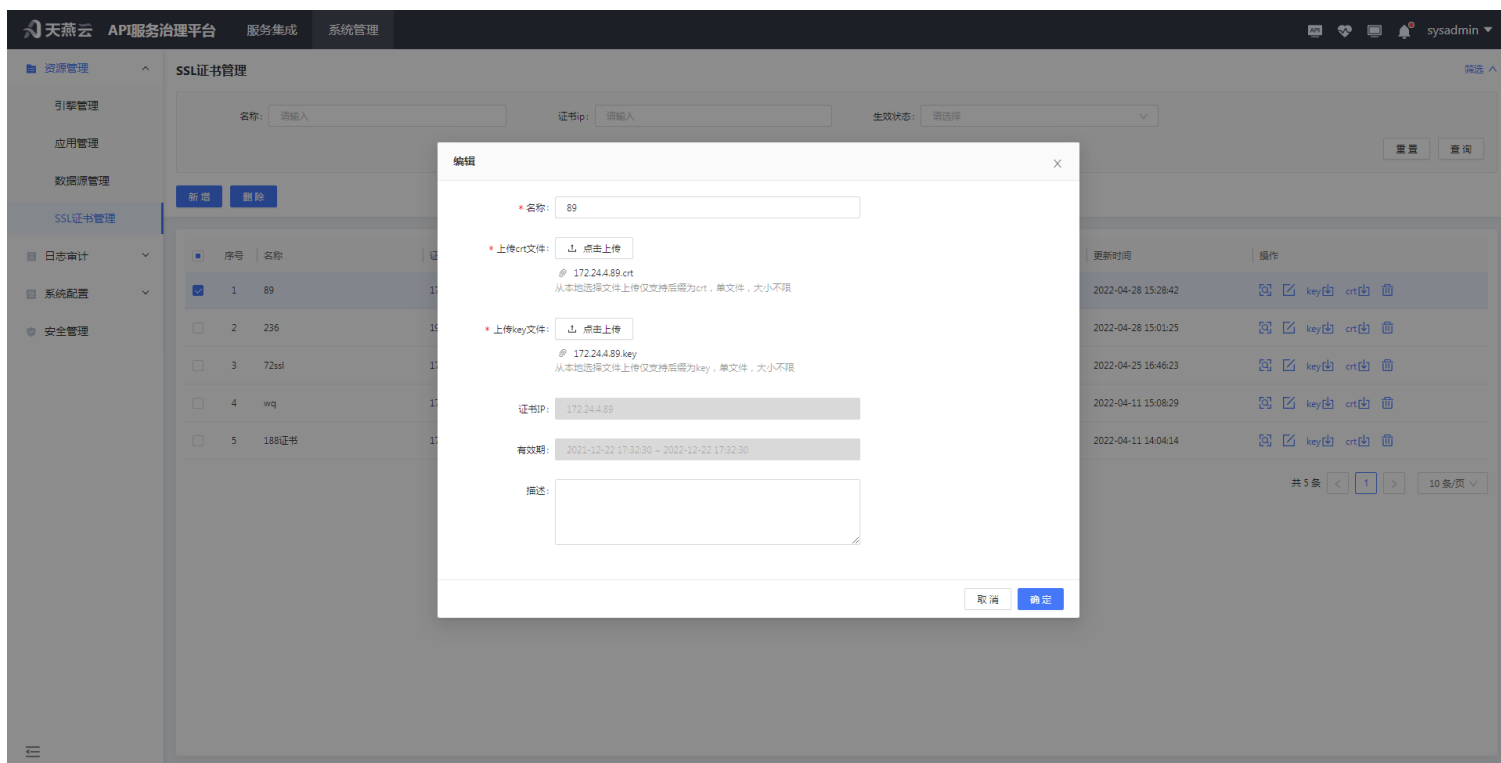 天燕云 API服务治理平台 服务集成 系统管理 sysadmin
资源管理
引擎管理
应用管理
数据源管理
SSL证书管理
日志审计
系统配置
安全管理
SSL证书管理 筛选
名称: 请输入 证书ip: 请输入 生效状态: 请选择
重置 查询
新增 删除
序号 名称 更新时间 操作
1 89 2022-04-28 15:28:42 key crt
2 236 2022-04-28 15:01:25 key crt
3 72ssl 2022-04-25 16:46:23 key crt
4 wq 2022-04-11 15:08:29 key crt
5 188证书 2022-04-11 14:04:14 key crt
共 5 条 < 1 > 10 条/页
编辑
* 名称: 89
* 上传crt文件: 点击上传
172.24.4.89.crt
从本地选择文件上传仅支持后缀为crt，单文件，大小不限
* 上传key文件: 点击上传
172.24.4.89.key
从本地选择文件上传仅支持后缀为key，单文件，大小不限
证书IP: 172.24.4.89
有效期: 2021-12-22 17:32:30 ~ 2022-12-22 17:32:30
描述:
取消 确定